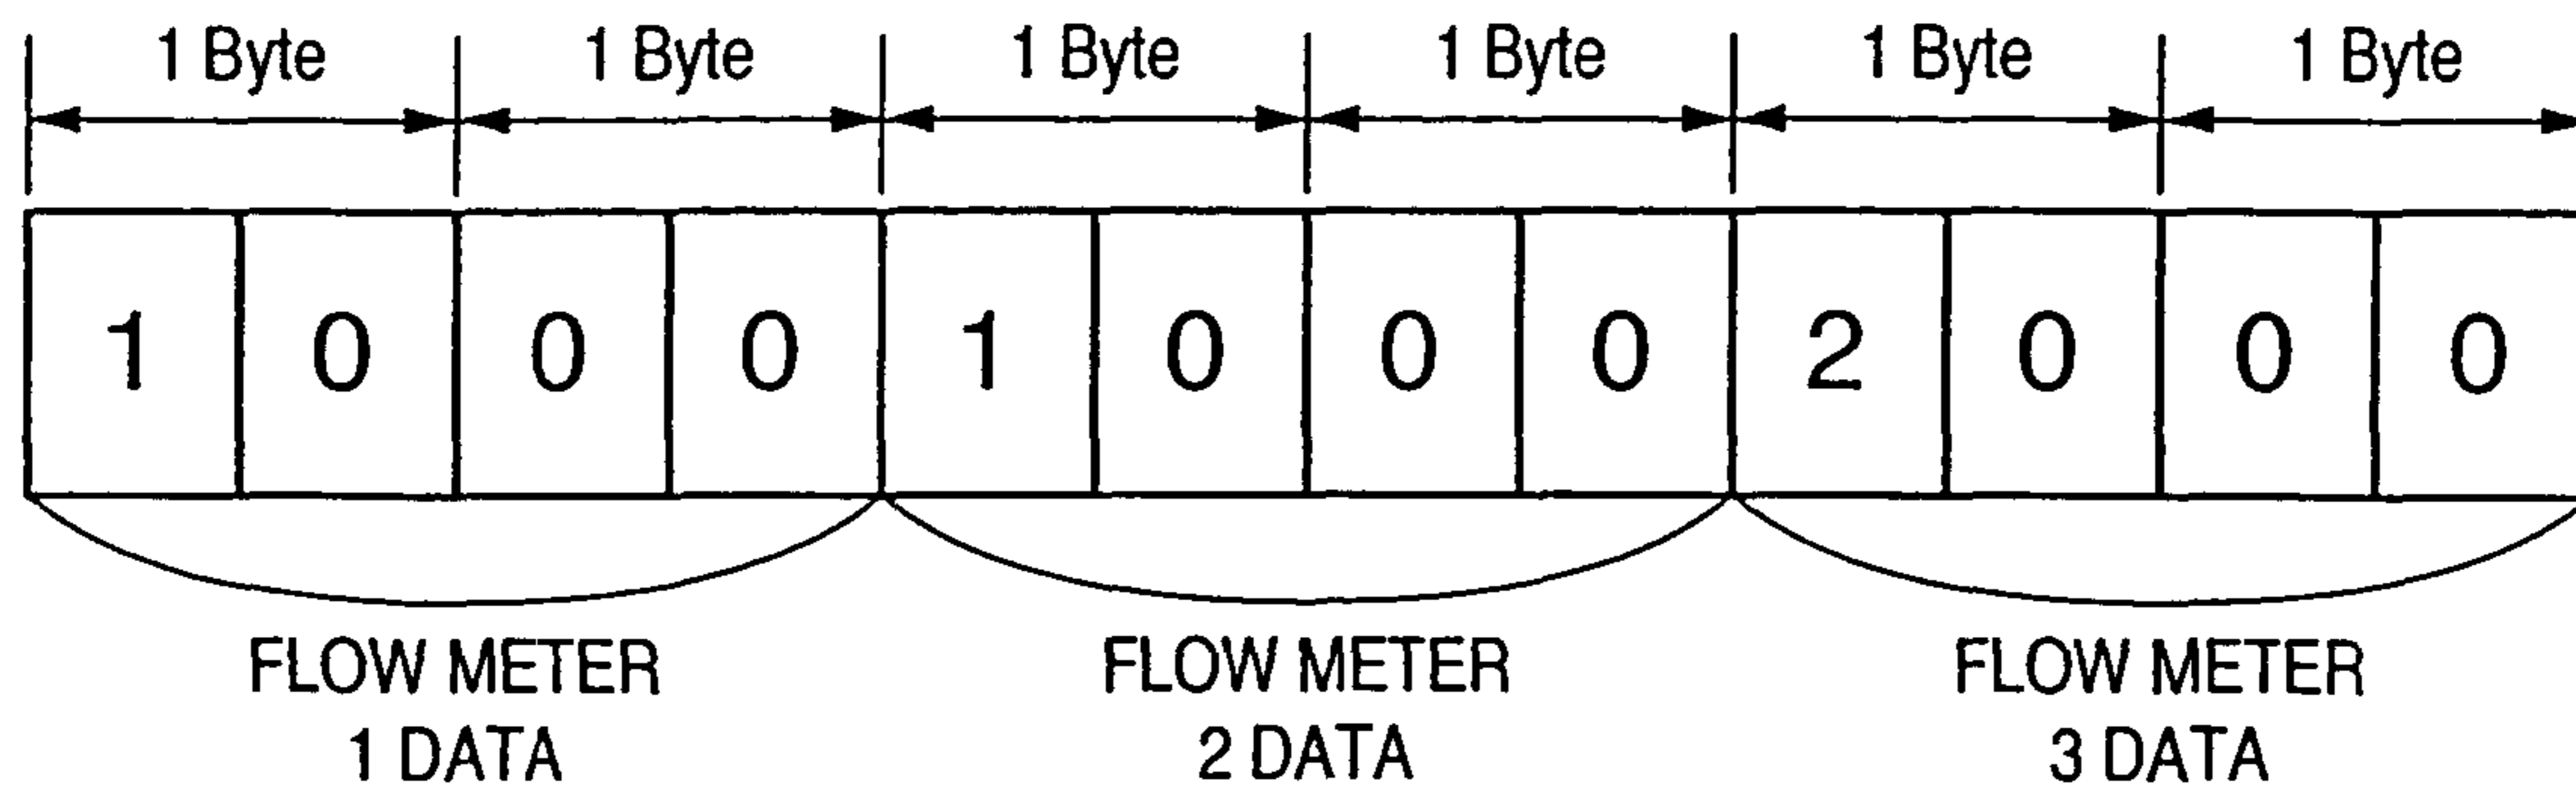 1 Byte 1 Byte 1 Byte 1 Byte 1 Byte 1 Byte
1 0 0 0 1 0 0 0 2 0 0 0
FLOW METER FLOW METER FLOW METER
1 DATA 2 DATA 3 DATA